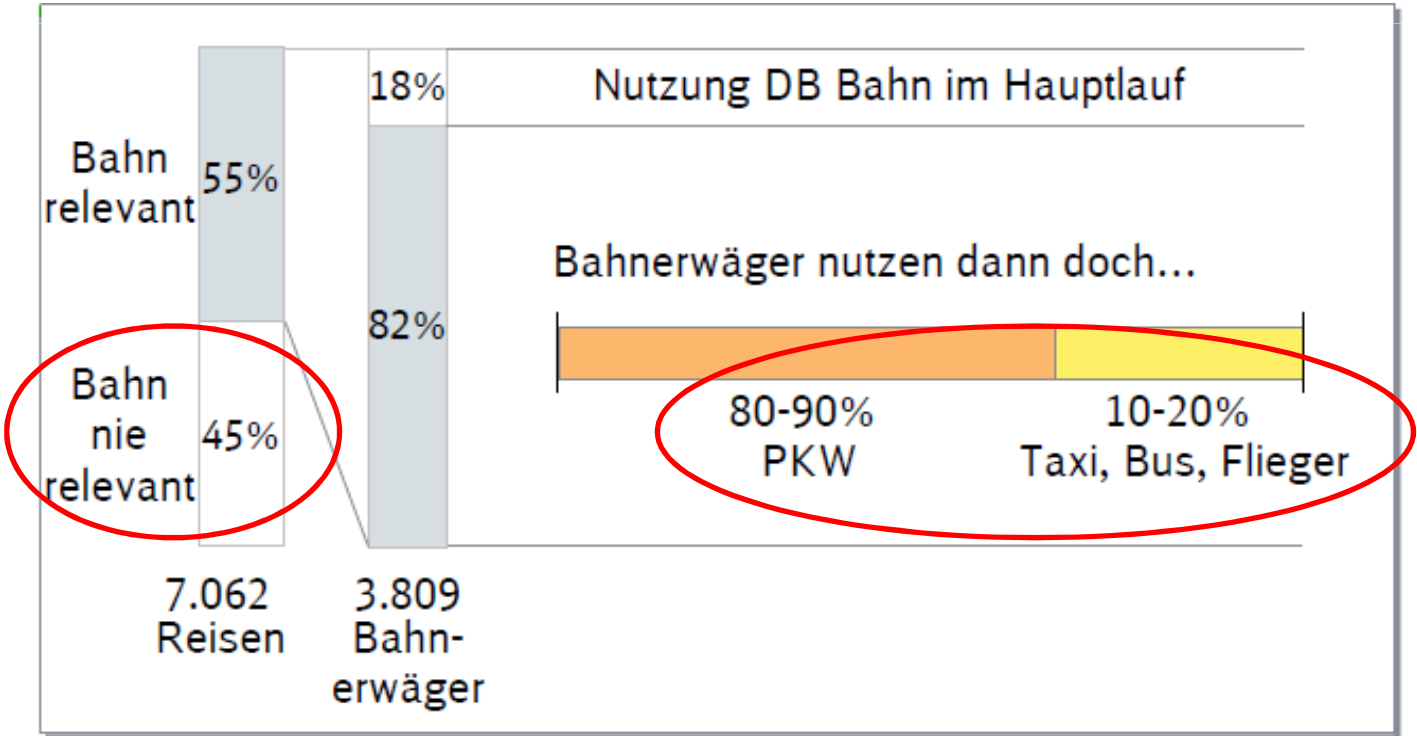 18%
Nutzung DB Bahn im Hauptlauf
Bahn
relevant
55%
Bahnerwäger nutzen dann doch...
82%
Bahn
nie
relevant
45%
80-90%
PKW
10-20%
Taxi, Bus, Flieger
7.062
Reisen
3.809
Bahn-
erwäger